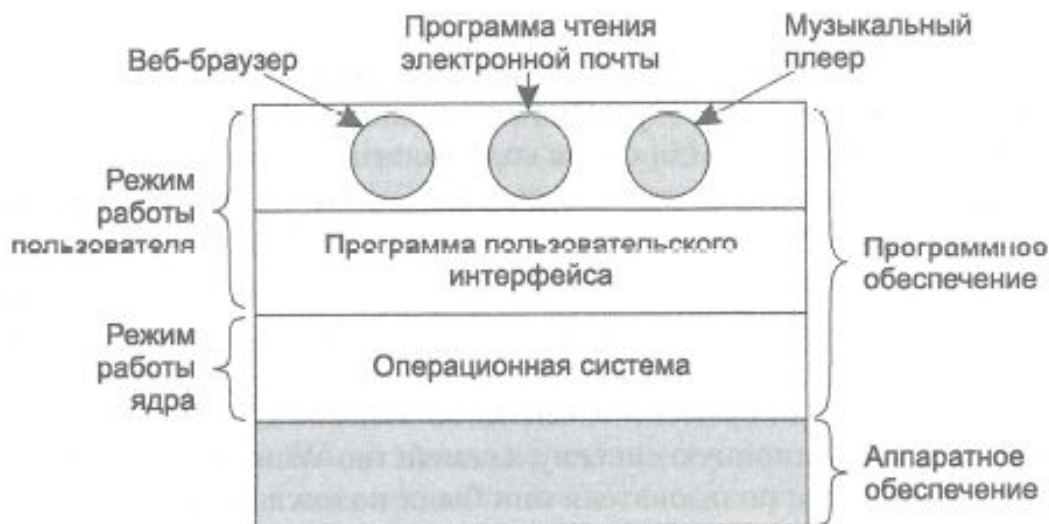 Программа чтения
электронной почты
Музыкальный
плеер
Веб-браузер
Режим
работы
пользователя
Программа пользовательского
интерфейса
Программное
обеспечение
Режим
работы
ядра
Операционная система
Аппаратное
обеспечение